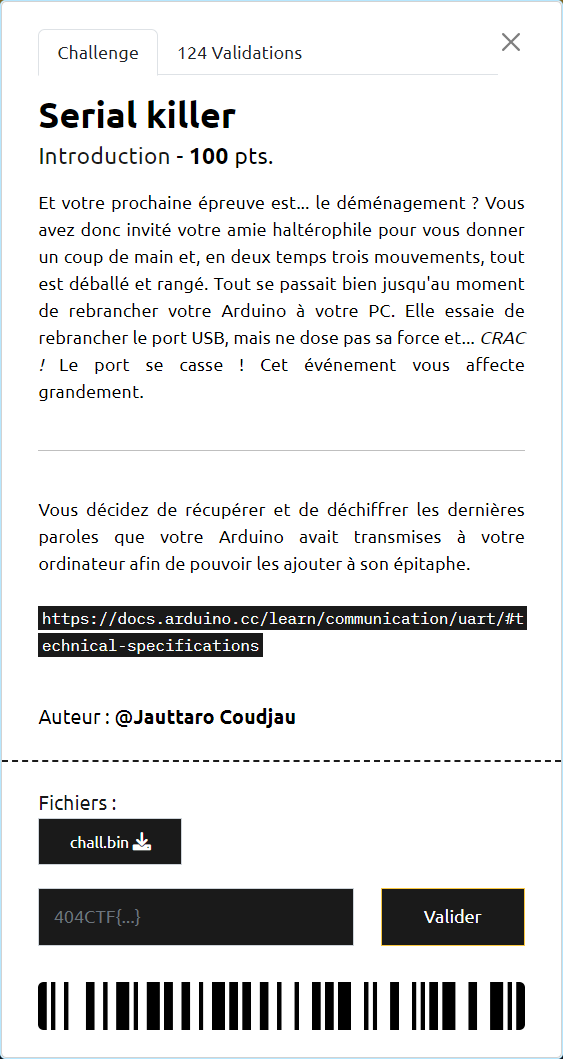 Challenge
124 Validations
Serial killer
Introduction - 100 pts.
Et votre prochaine épreuve est... le déménagement ? Vous
avez donc invité votre amie haltérophile pour vous donner
un coup de main et, en deux temps trois mouvements, tout
est déballé et rangé. Tout se passait bien jusqu'au moment
de rebrancher votre Arduino à votre PC. Elle essaie de
rebrancher le port USB, mais ne dose pas sa force et... CRAC
! Le port se casse ! Cet événement vous affecte
grandement.
Vous décidez de récupérer et de déchiffrer les dernières
paroles que votre Arduino avait transmises à votre
ordinateur afin de pouvoir les ajouter à son épitaphe.
https://docs.arduino.cc/learn/communication/uart/#t
echnical-specifications
Auteur : @Jauttaro Coudjau
Fichiers :
chall.bin
404CTF{...}
Valider